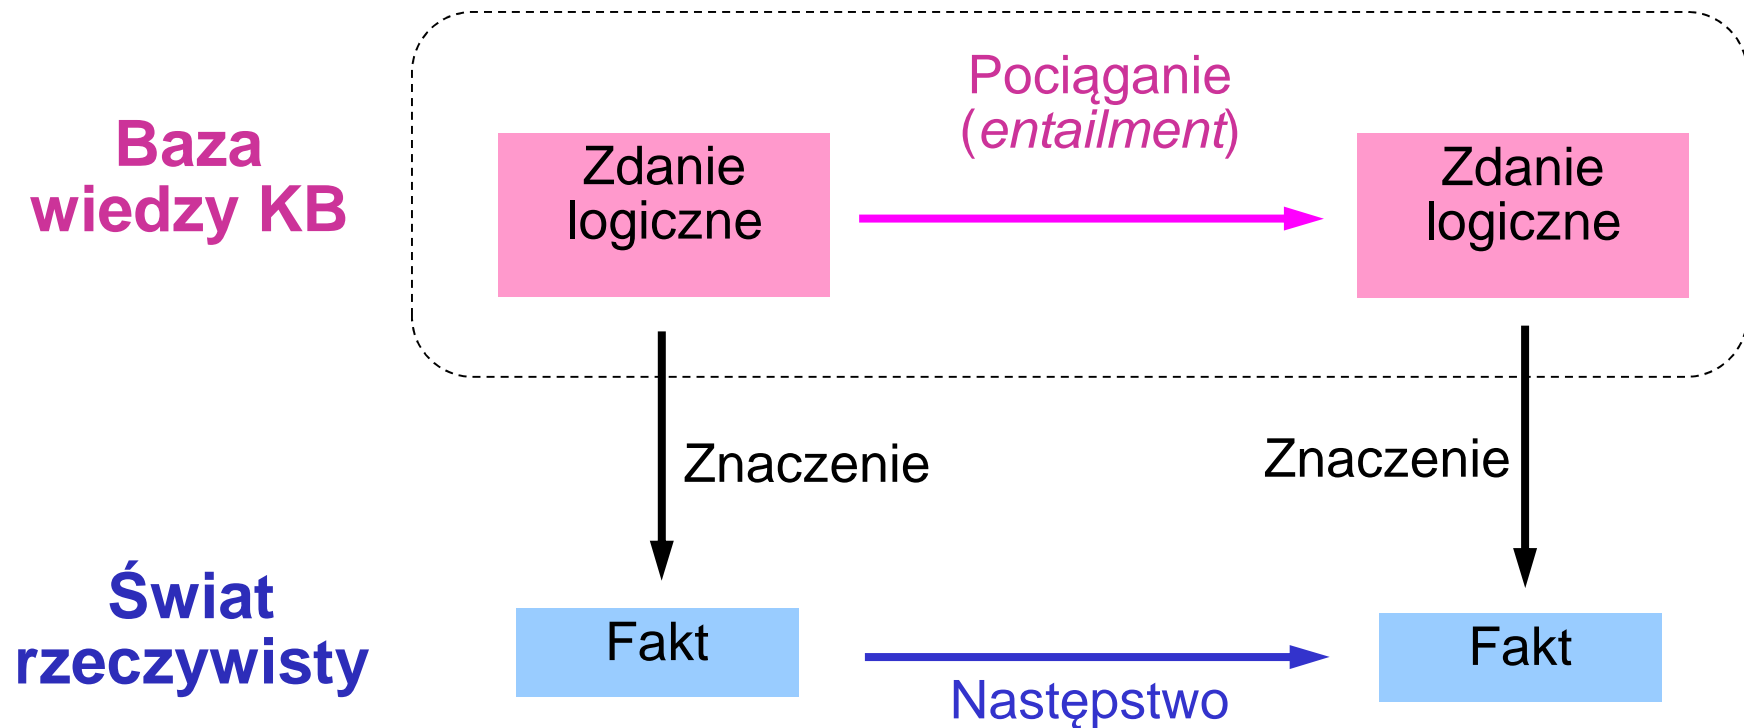 Baza
wiedzy KB
Pociąganie
(entailment)
Zdanie
logiczne
Zdanie
logiczne
Znaczenie
Znaczenie
Świat
rzeczywisty
Fakt
Fakt
Następstwo